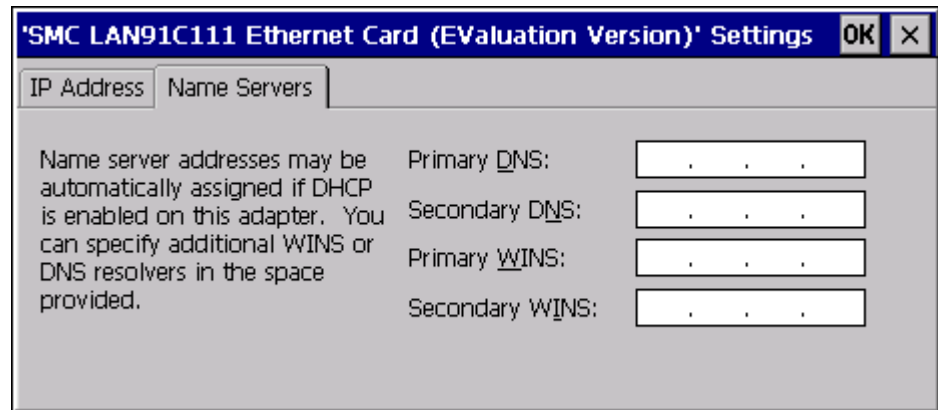 'SMC LAN91C111 Ethernet Card (EValuation Version)' Settings OK ×
IP Address Name Servers
Name server addresses may be
automatically assigned if DHCP
is enabled on this adapter. You
can specify additional WINS or
DNS resolvers in the space
provided.
Primary DNS: . . .
Secondary DNS: . . .
Primary WINS: . . .
Secondary WINS: . . .